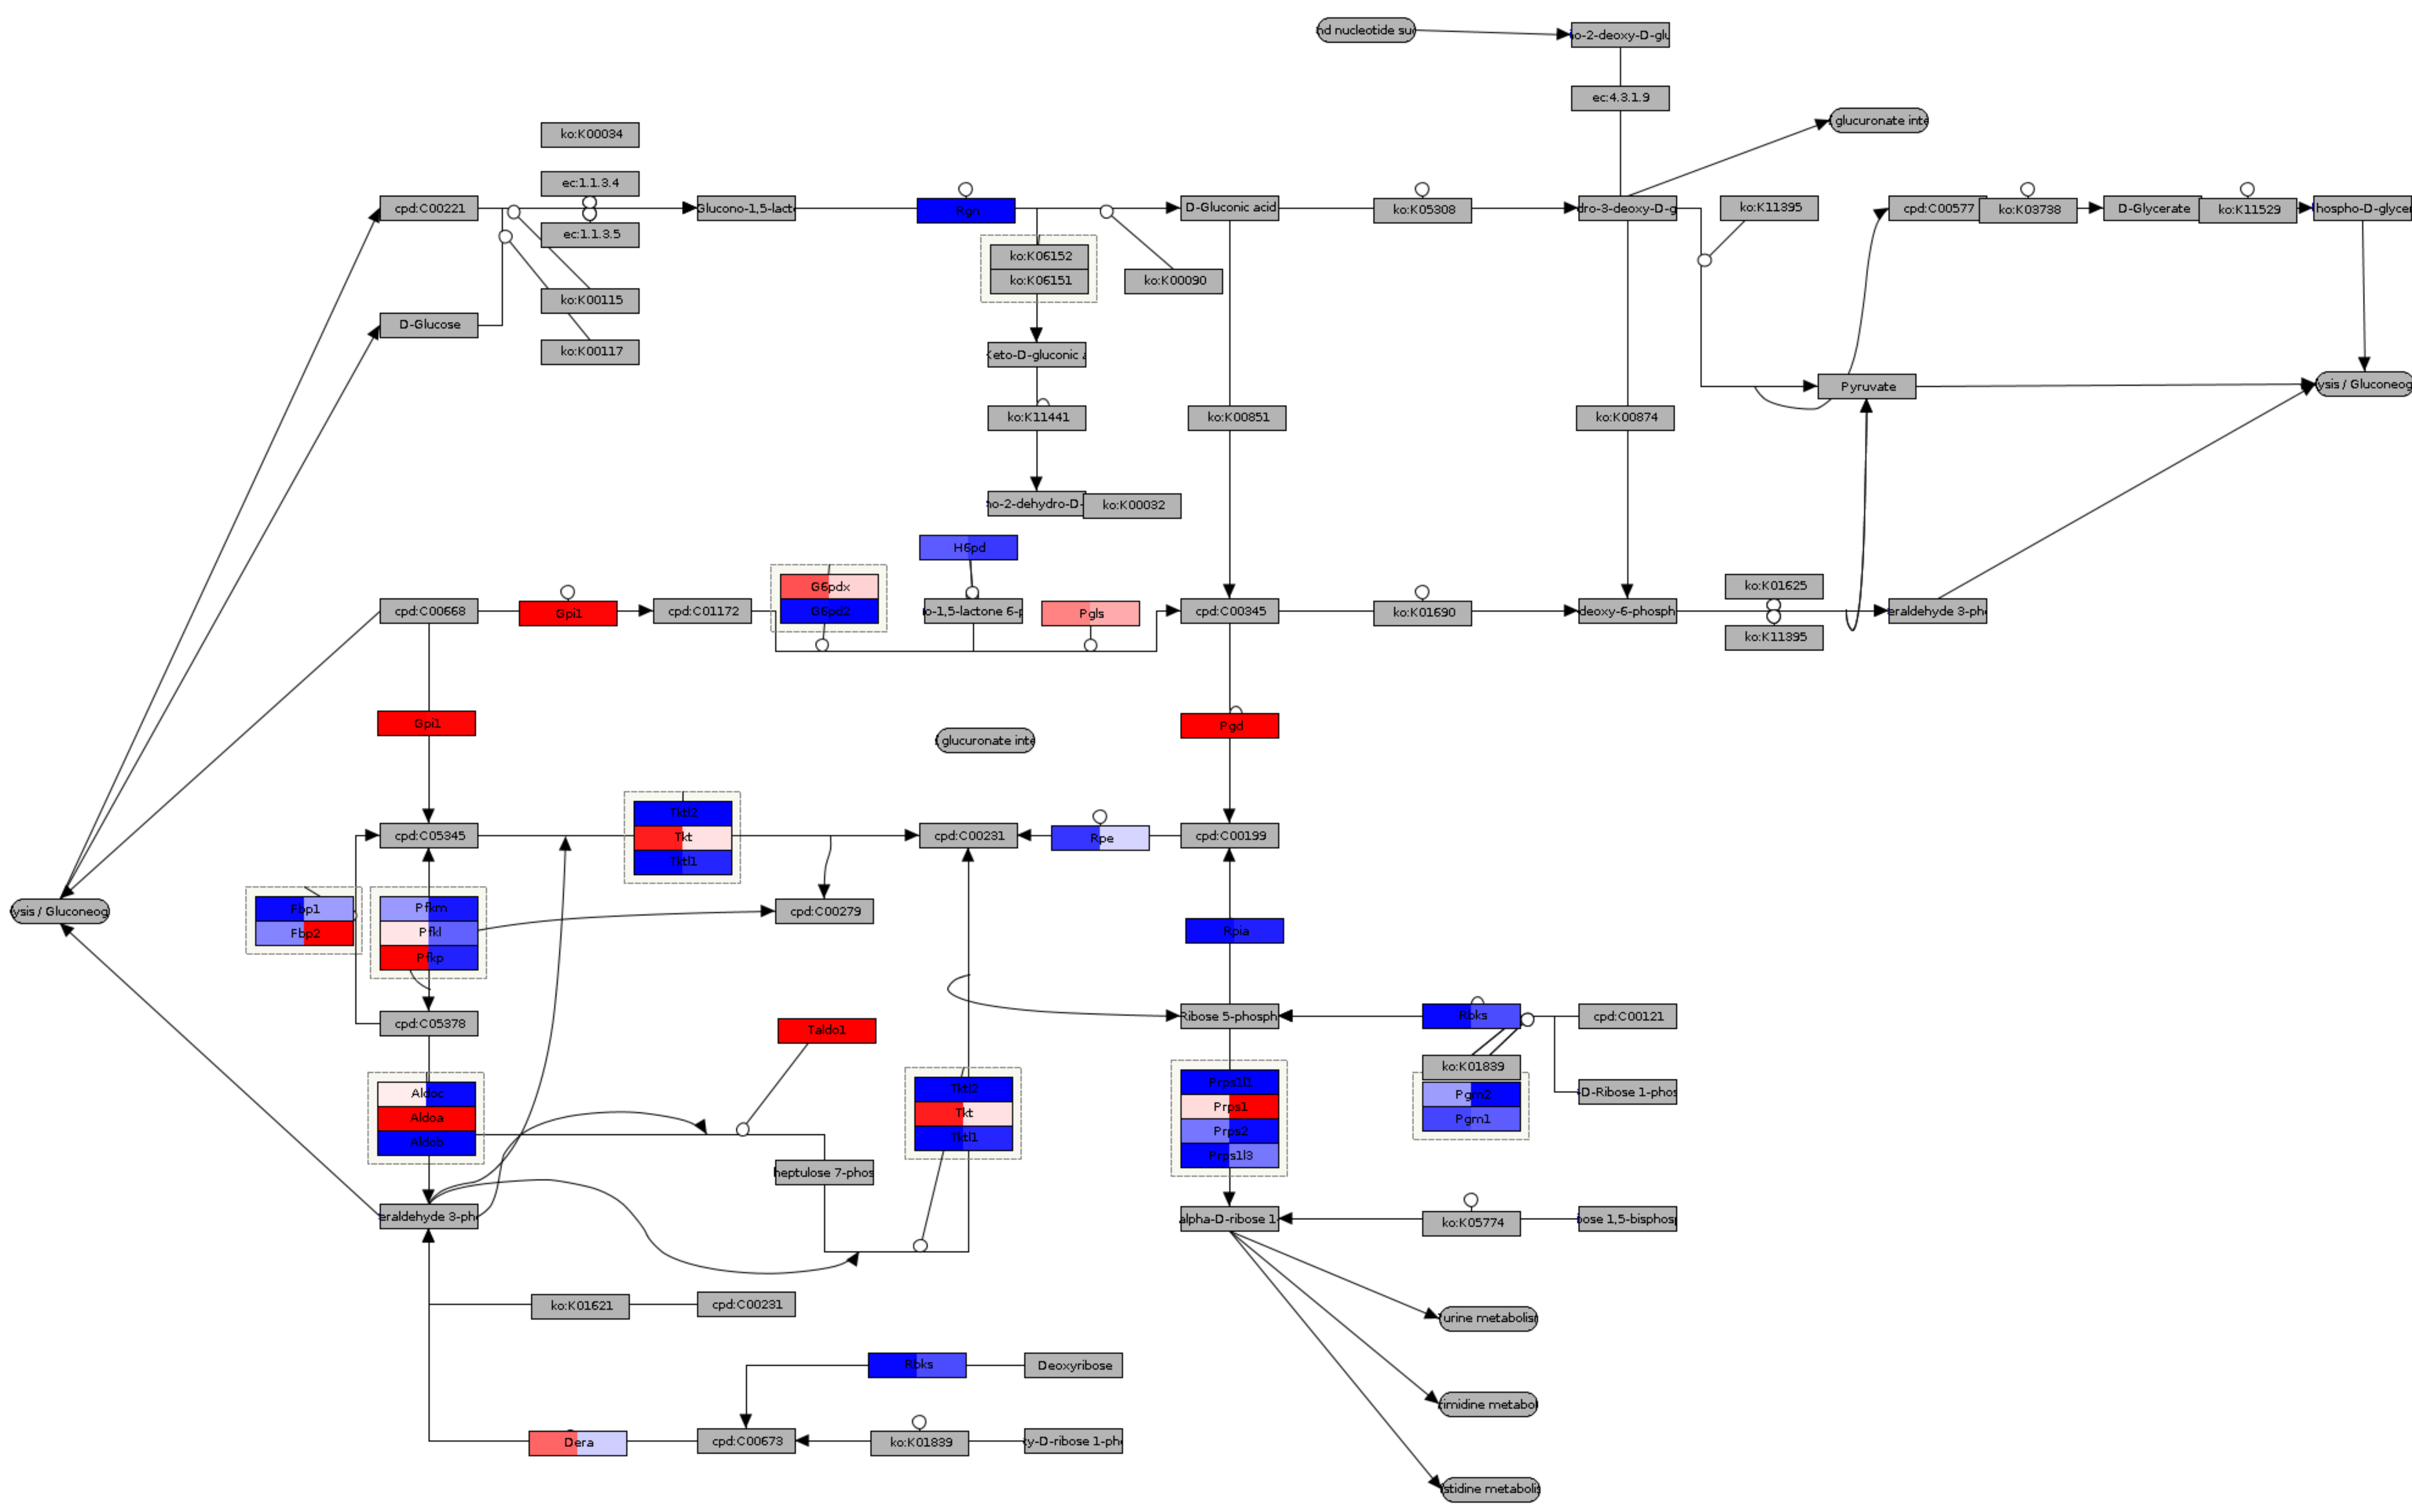 nd nucleotide su
o-2-deoxy-D-glu
ec:4.3.1.9
glucuronate inte
ko:K00034
ec:1.1.3.4
cpd:C00221
Glucono-1,5-lact
Rgn
D-Gluconic acid
ko:K05308
dro-3-deoxy-D-g
ko:K11395
cpd:C00577
ko:K03738
D-Glycerate
ko:K11529
hospho-D-glycer
ec:1.1.3.5
ko:K06152
ko:K06151
ko:K00090
ko:K00115
D-Glucose
ko:K00117
Keto-D-gluconic a
Pyruvate
ysis / Gluconeog
ko:K11441
ko:K00851
ko:K00874
no-2-dehydro-D-
ko:K00032
H6pd
G6pdx
G6pd2
ko:K01625
cpd:C00668
Gpi1
cpd:C01172
o-1,5-lactone 6-p
Pgls
cpd:C00345
ko:K01690
deoxy-6-phosph
eraldehyde 3-ph
ko:K11395
Gpi1
glucuronate inte
Pgd
Tktl2
Tkt
Tktl1
cpd:C05345
cpd:C00231
Rpe
cpd:C00199
ysis / Gluconeog
Fbp1
Fbp2
Pfkm
Pfkl
Pfkp
cpd:C00279
Rpia
cpd:C05378
Taldo1
Ribose 5-phosph
Rbks
cpd:C00121
ko:K01839
Pgm2
Pgm1
D-Ribose 1-phos
Aldoc
Aldoa
Aldob
Tktl2
Tkt
Tktl1
Prps1l1
Prps1
Prps2
Prps1l3
heptulose 7-phos
eraldehyde 3-ph
alpha-D-ribose 1
ko:K05774
bose 1,5-bisphosp
ko:K01621
cpd:C00231
urine metabolis
Rbks
Deoxyribose
rimidine metabol
Dera
cpd:C00673
ko:K01839
y-D-ribose 1-ph
stidine metabolis